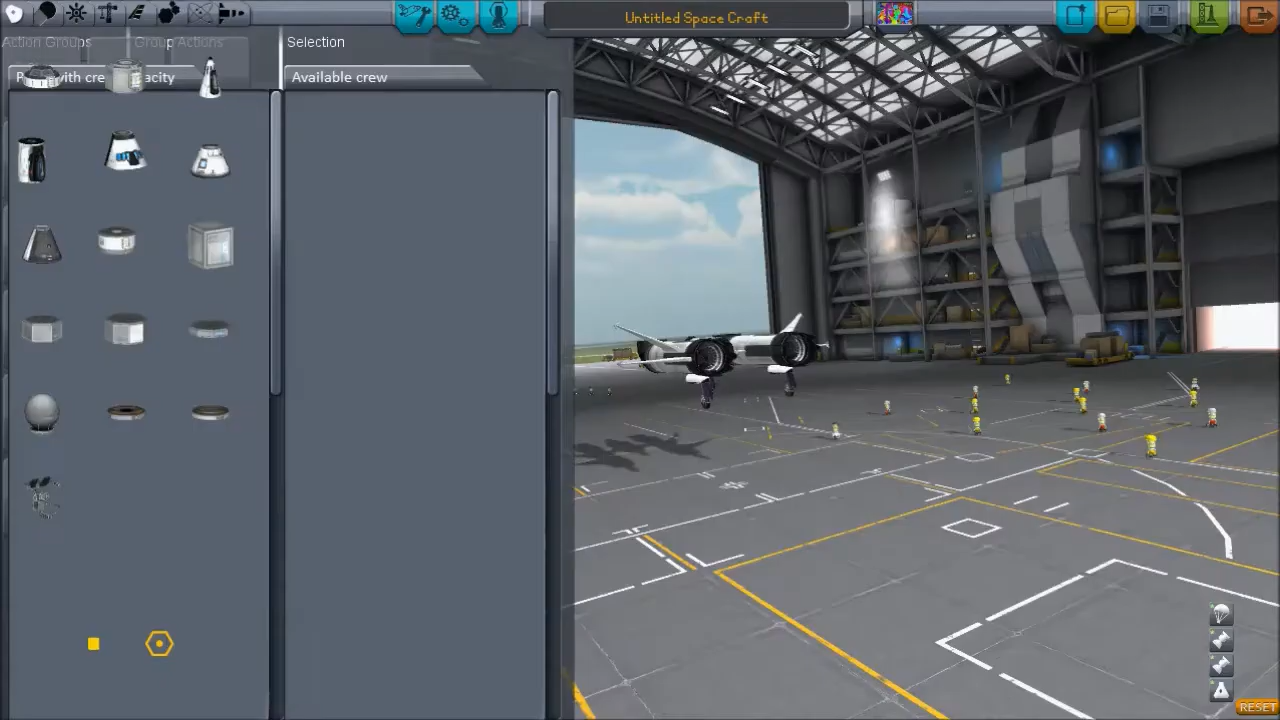 Untitled Space Craft
Action Groups
Group Actions
Selection
Available crew
RESET